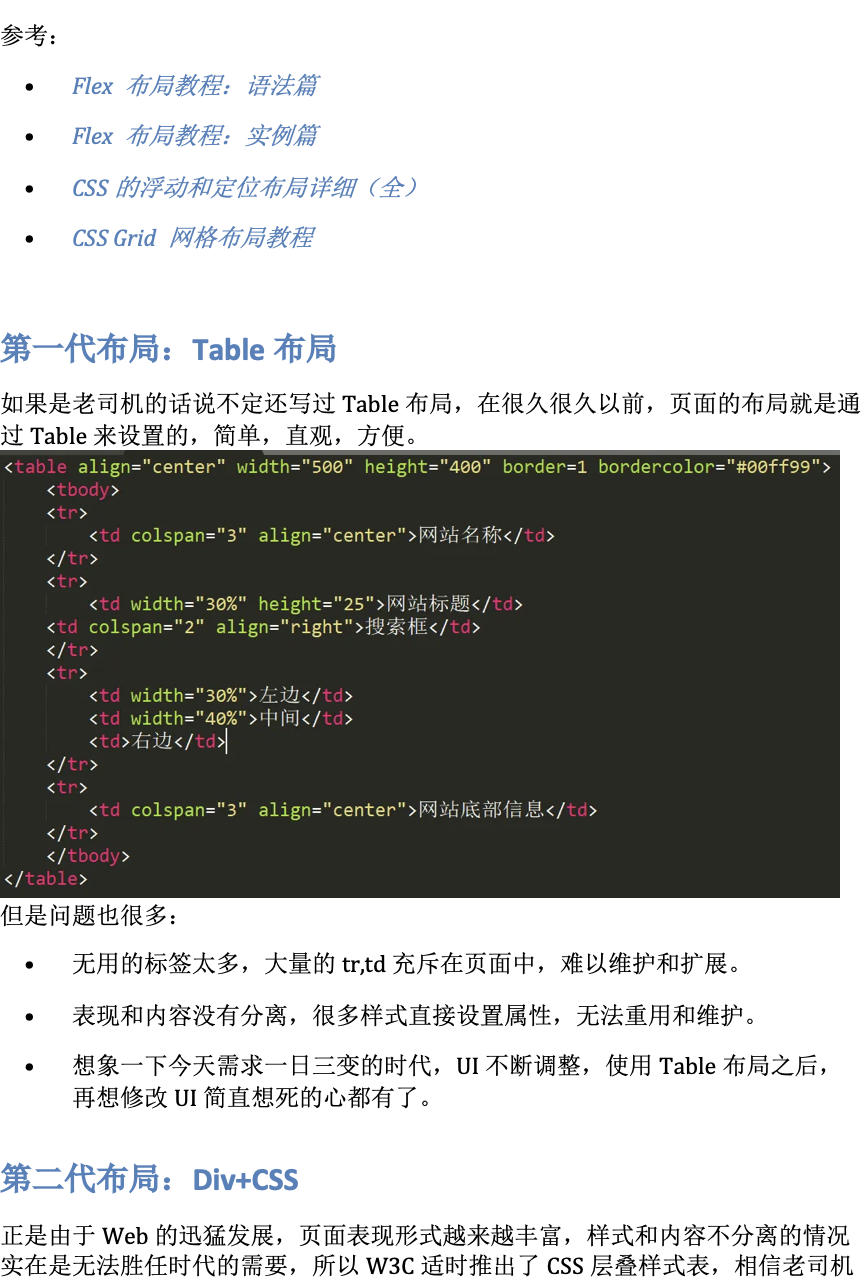 参考：
• Flex 布局教程：语法篇
• Flex 布局教程：实例篇
• CSS 的浮动和定位布局详细（全）
• CSS Grid 网格布局教程
第一代布局：Table 布局
如果是老司机的话说不定还写过 Table 布局，在很久很久以前，页面的布局就是通
过 Table 来设置的，简单，直观，方便。
<table align="center" width="500" height="400" border=1 bordercolor="#00ff99">
    <tbody>
    <tr>
        <td colspan="3" align="center">网站名称</td>
    </tr>
    <tr>
        <td width="30%" height="25">网站标题</td>
    <td colspan="2" align="right">搜索框</td>
    </tr>
    <tr>
        <td width="30%">左边</td>
        <td width="40%">中间</td>
        <td>右边</td>
    </tr>
    <tr>
        <td colspan="3" align="center">网站底部信息</td>
    </tr>
    </tbody>
</table>
但是问题也很多：
• 无用的标签太多，大量的 tr,td 充斥在页面中，难以维护和扩展。
• 表现和内容没有分离，很多样式直接设置属性，无法重用和维护。
• 想象一下今天需求一日三变的时代，UI 不断调整，使用 Table 布局之后，
再想修改 UI 简直想死的心都有了。
第二代布局：Div+CSS
正是由于 Web 的迅猛发展，页面表现形式越来越丰富，样式和内容不分离的情况
实在是无法胜任时代的需要，所以 W3C 适时推出了 CSS 层叠样式表，相信老司机